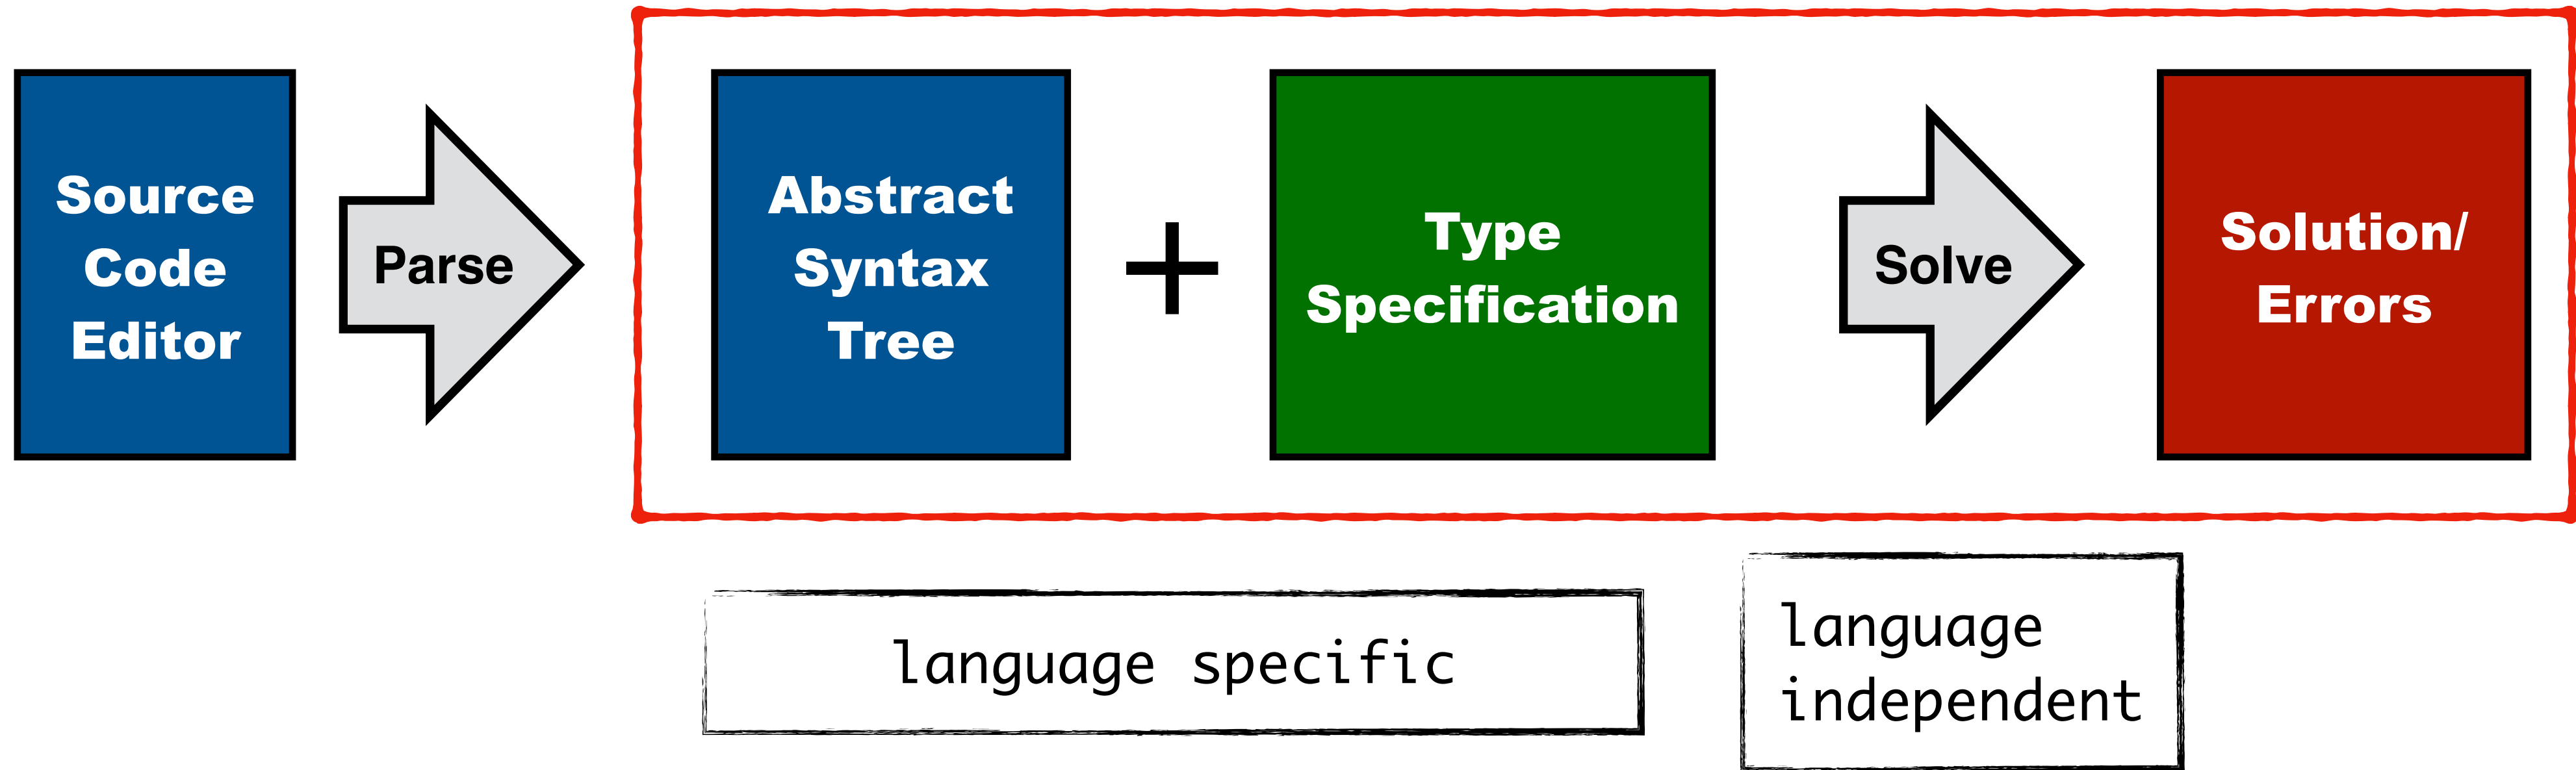 Source
Code
Editor
Parse
Abstract
Syntax
Tree
+
Type
Specification
Solve
Solution/
Errors
language specific
language
independent